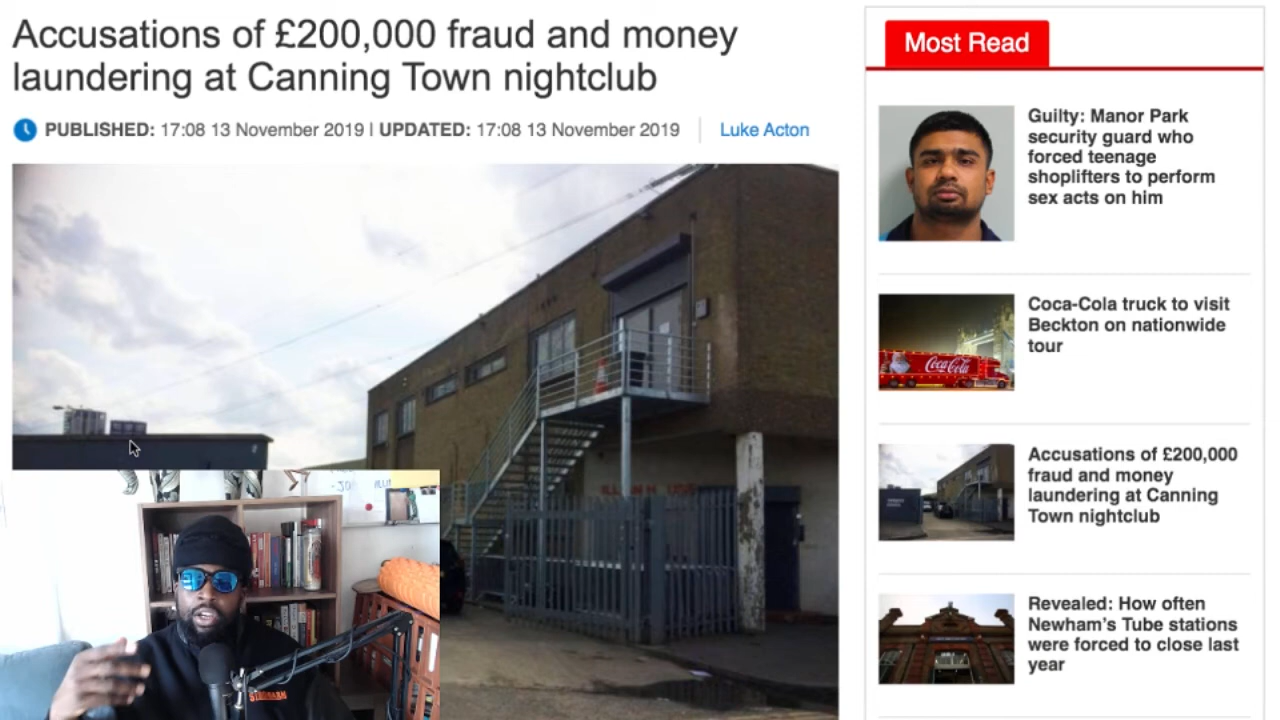 Accusations of £200,000 fraud and money
laundering at Canning Town nightclub
PUBLISHED: 17:08 13 November 2019 | UPDATED: 17:08 13 November 2019
Luke Acton
Most Read
Guilty: Manor Park
security guard who
forced teenage
shoplifters to perform
sex acts on him
Coca-Cola truck to visit
Beckton on nationwide
tour
Coca-Cola
Accusations of £200,000
fraud and money
laundering at Canning
Town nightclub
Revealed: How often
Newham's Tube stations
were forced to close last
year